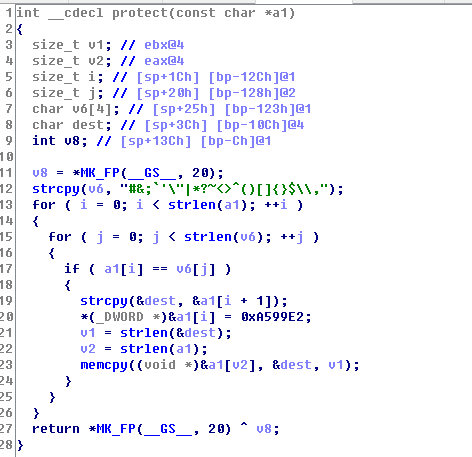 1 int __cdecl protect(const char *a1)
2 {
3 size_t v1; // ebx@4
4 size_t v2; // eax@4
5 size_t i; // [sp+1Ch] [bp-12Ch]@1
6 size_t j; // [sp+20h] [bp-128h]@2
7 char v6[4]; // [sp+25h] [bp-123h]@1
8 char dest; // [sp+3Ch] [bp-10Ch]@4
9 int v8; // [sp+13Ch] [bp-Ch]@1
10
11 v8 = *MK_FP(__GS__, 20);
12 strcpy(v6, "#&;`'\"|*?~<>^()[]{}$\\,");
13 for ( i = 0; i < strlen(a1); ++i )
14 {
15 for ( j = 0; j < strlen(v6); ++j )
16 {
17 if ( a1[i] == v6[j] )
18 {
19 strcpy(&dest, &a1[i + 1]);
20 *(_DWORD *)&a1[i] = 0xA599E2;
21 v1 = strlen(&dest);
22 v2 = strlen(a1);
23 memcpy((void *)&a1[v2], &dest, v1);
24 }
25 }
26 }
27 return *MK_FP(__GS__, 20) ^ v8;
28 }